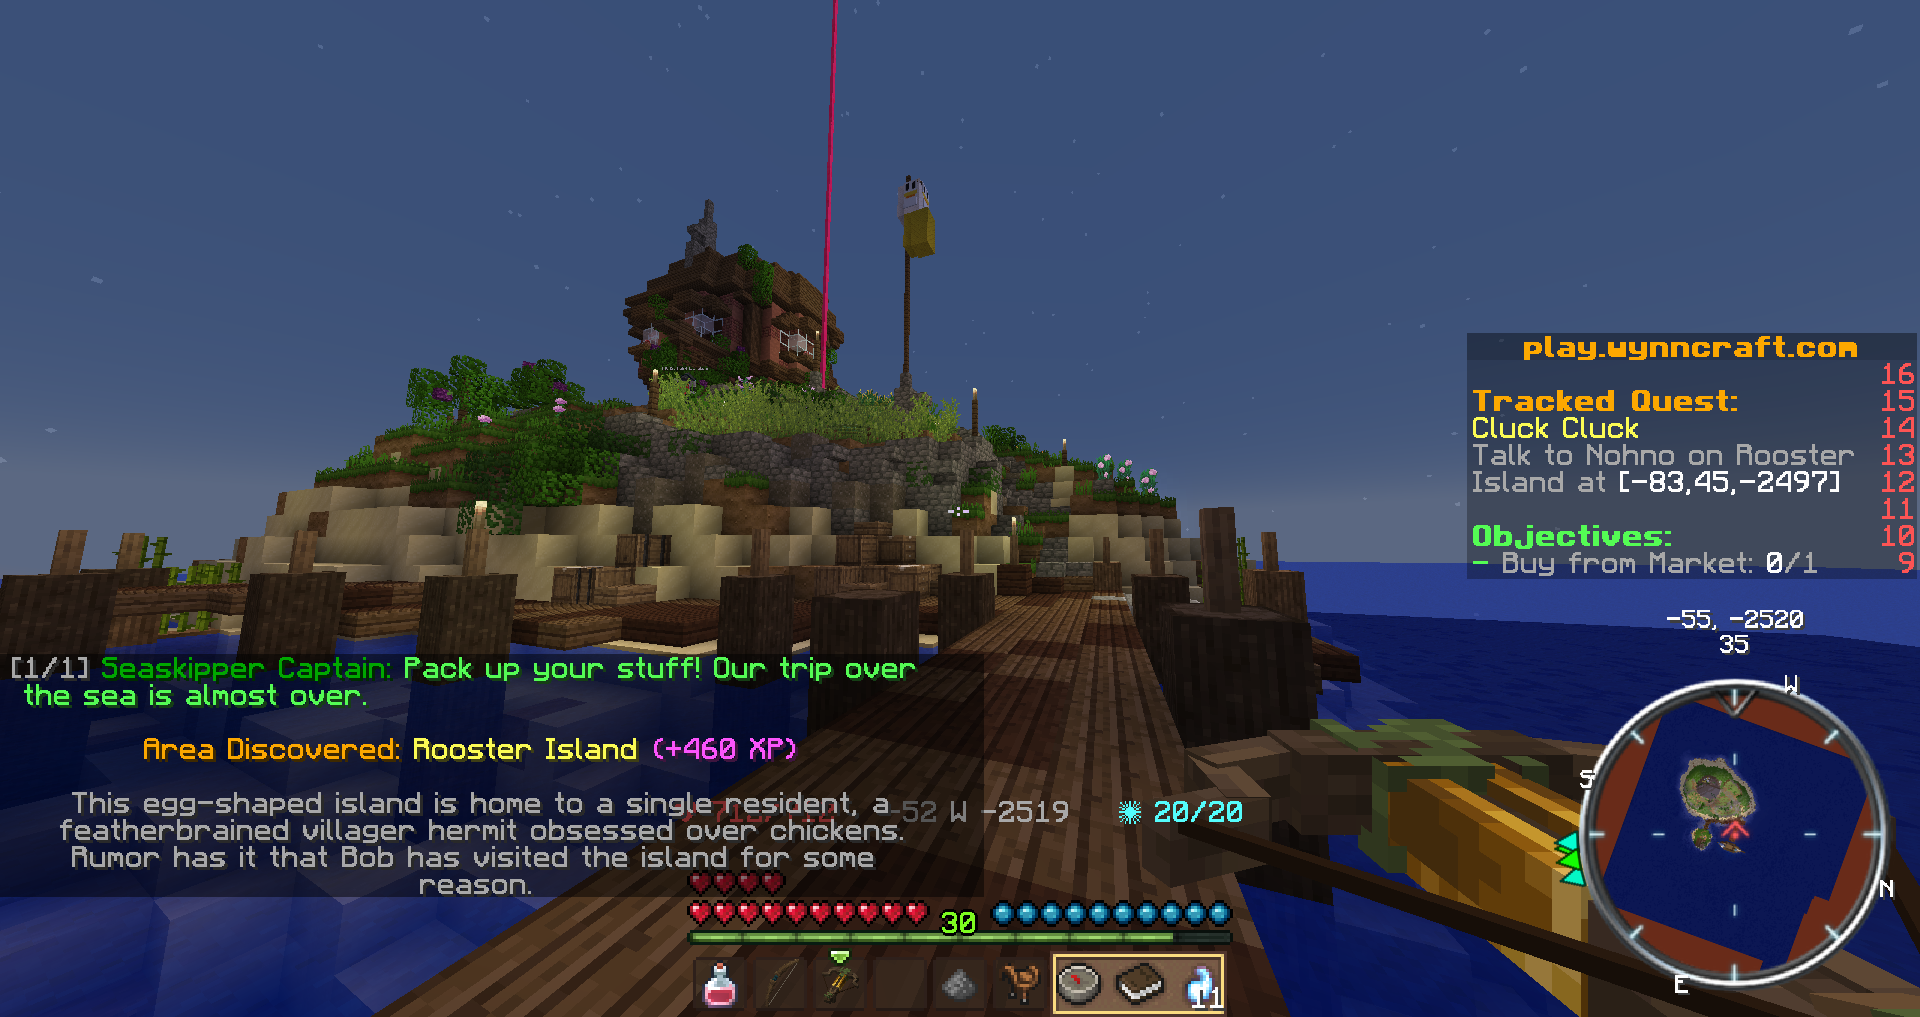 play.wynncraft.com
16
Tracked Quest: 15
Cluck Cluck 14
Talk to Nohno on Rooster 13
Island at [-83,45,-2497] 12
11
Objectives: 10
- Buy from Market: 0/1 9
-55, -2520
35
W
S
N
E
[1/1] Seaskipper Captain: Pack up your stuff! Our trip over
the sea is almost over.
Area Discovered: Rooster Island (+460 XP)
This egg-shaped island is home to a single resident, a
featherbrained villager hermit obsessed over chickens.
Rumor has it that Bob has visited the island for some
reason.
-52 W -2519
20/20
30
11